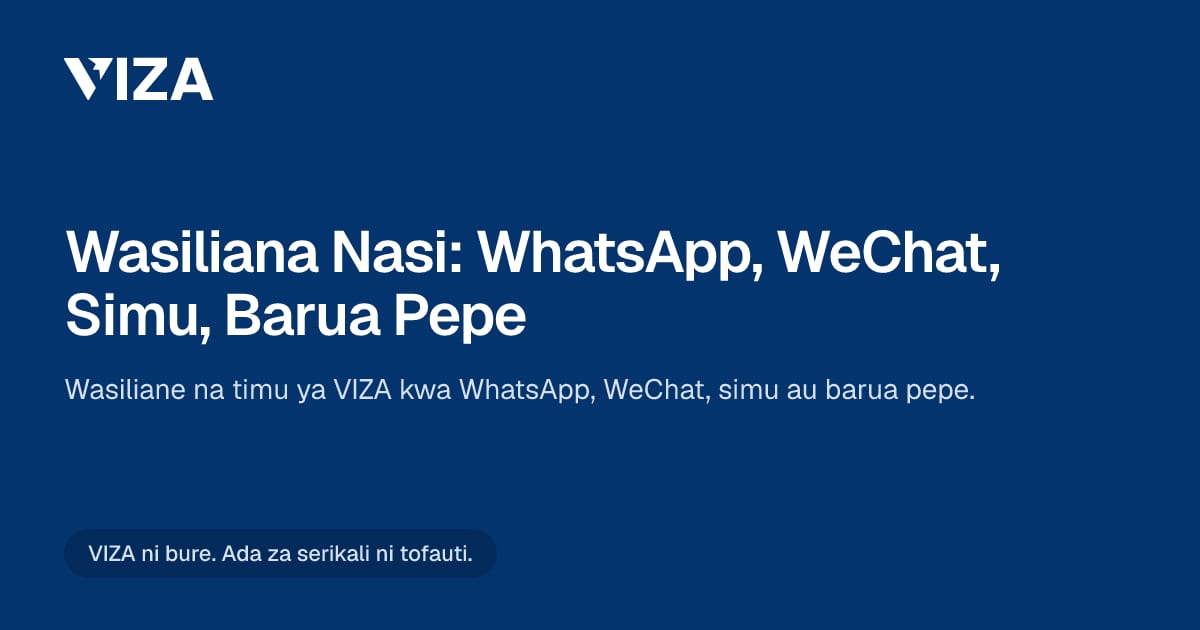 VIZA
Wasiliana Nasi: WhatsApp, WeChat,
Simu, Barua Pepe
Wasiliane na timu ya VIZA kwa WhatsApp, WeChat, simu au barua pepe.
VIZA ni bure. Ada za serikali ni tofauti.